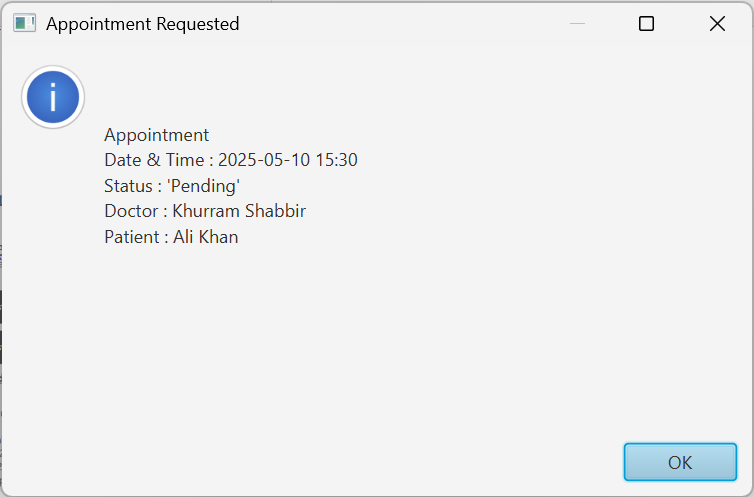 Appointment Requested
Appointment
Date & Time : 2025-05-10 15:30
Status : 'Pending'
Doctor : Khurram Shabbir
Patient : Ali Khan
OK